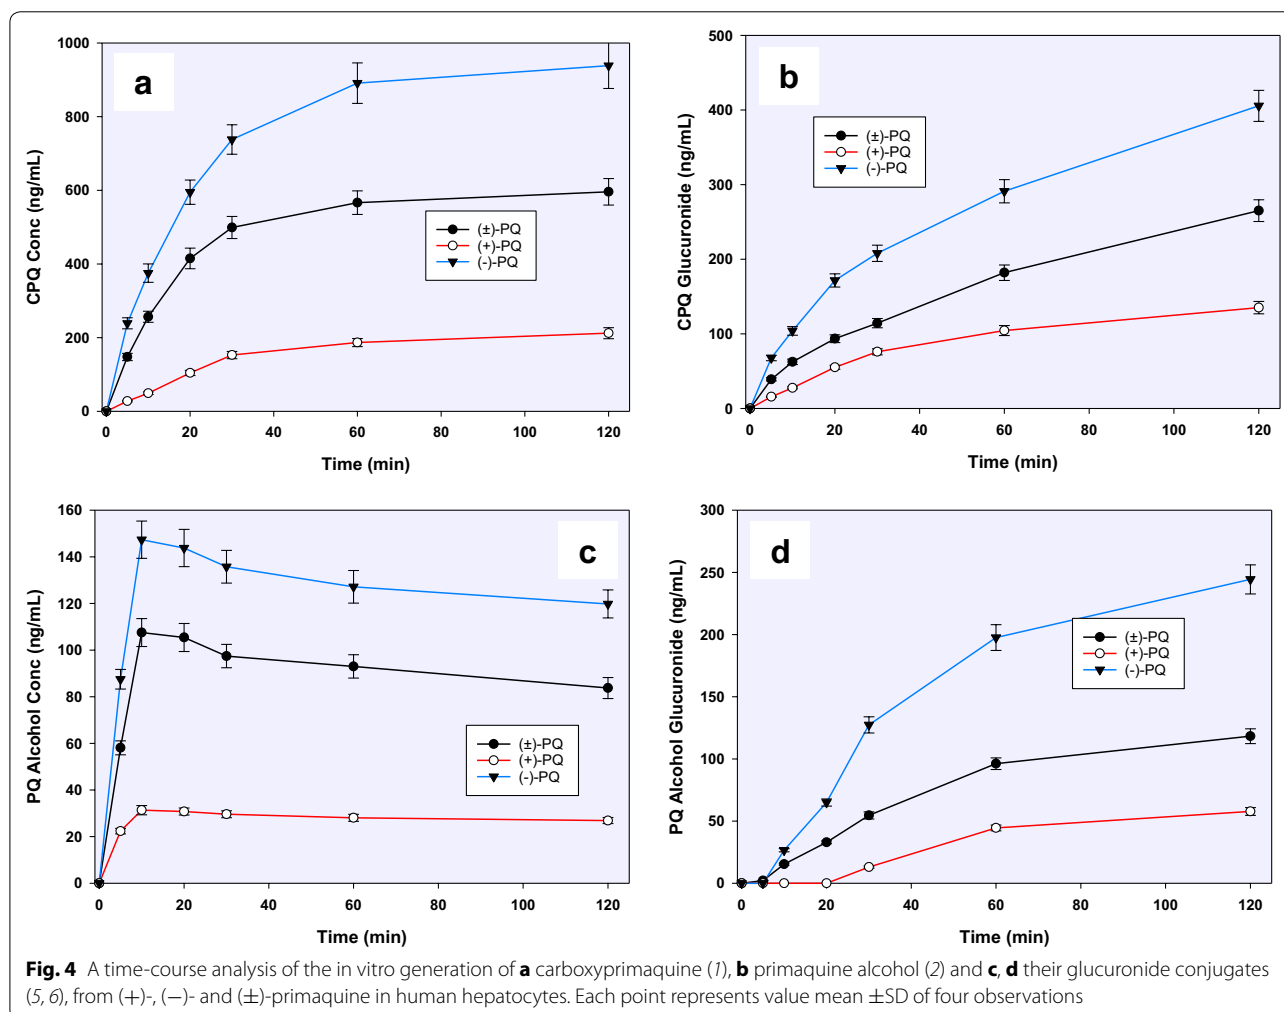 a
CPQ Conc (ng/mL)
1000
800
600
400
200
0
0 20 40 60 80 100 120
Time (min)
(±)-PQ
(+)-PQ
(-)-PQ
b
CPQ Glucuronide (ng/mL)
500
400
300
200
100
0
0 20 40 60 80 100 120
Time (min)
(±)-PQ
(+)-PQ
(-)-PQ
c
PQ Alcohol Conc (ng/mL)
160
140
120
100
80
60
40
20
0
0 20 40 60 80 100 120
Time (min)
(±)-PQ
(+)-PQ
(-)-PQ
d
PQ Alcohol Glucuronide (ng/mL)
300
250
200
150
100
50
0
0 20 40 60 80 100 120
Time (min)
(±)-PQ
(+)-PQ
(-)-PQ
Fig. 4 A time-course analysis of the in vitro generation of a carboxyprimaquine (1), b primaquine alcohol (2) and c, d their glucuronide conjugates
(5, 6), from (+)-, (−)- and (±)-primaquine in human hepatocytes. Each point represents value mean ±SD of four observations